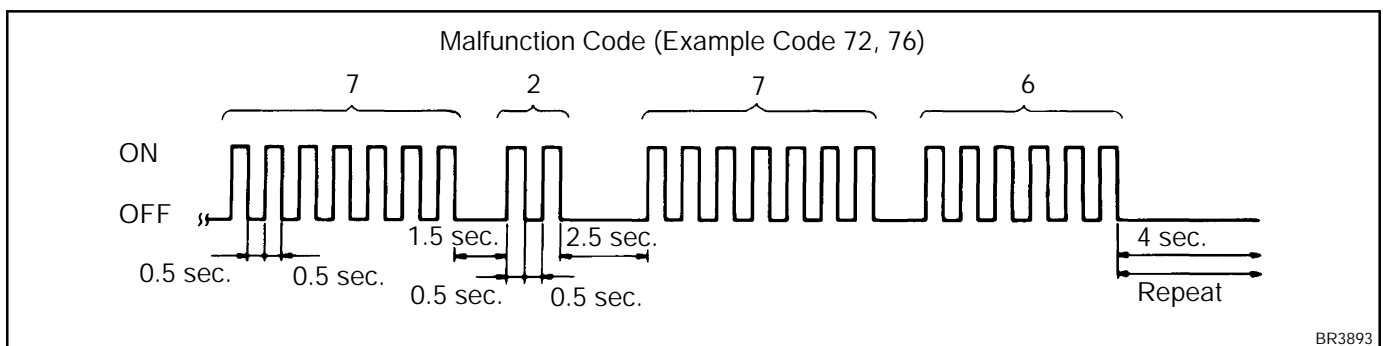 Malfunction Code (Example Code 72, 76)
7 2 7 6
ON
OFF
1.5 sec. 2.5 sec. 4 sec.
0.5 sec. 0.5 sec. 0.5 sec. 0.5 sec. Repeat
BR3893